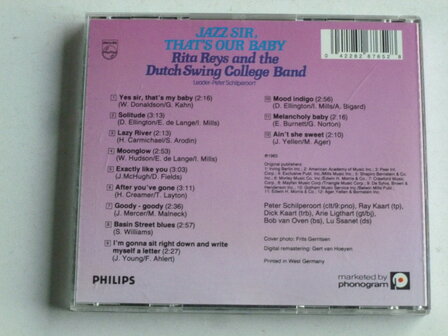 PHILIPS
JAZZ SIR,
THAT'S OUR BABY
Rita Reys and the
Dutch Swing College Band
Leader-Peter Schilperoort
1 Yes sir, that's my baby (2:16)
(W. Donaldson/G. Kahn)
2 Solitude (3:13)
(D. Ellington/E. de Lange/I. Mills)
3 Lazy River (2:13)
(H. Carmichael/S. Arodin)
4 Moonglow (2:53)
(W. Hudson/E. de Lange/I. Mills)
5 Exactly like you (3:03)
(J. McHugh/D. Fields)
6 After you've gone (3:11)
(H. Creamer/T. Layton)
7 Goody - goody (2:36)
(J. Mercer/M. Malneck)
8 Basin Street blues (2:57)
(S. Williams)
9 I'm gonna sit right down and write
myself a letter (2:27)
(J. Young/F. Ahlert)
10 Mood indigo (2:56)
(D. Ellington/I. Mills/A. Bigard)
11 Melancholy baby (2:16)
(E. Burnett/G. Norton)
12 Ain't she sweet (2:10)
(J. Yellen/M. Ager)
Original publishers:
Peter Schilperoort (clt/9:pno), Ray Kaart (tp),
Dick Kaart (trb), Arie Ligthart (gt/bj),
Bob van Oven (bs), Lu Ssanet (ds)
Cover photo: Frits Gerritsen
Digital remastering: Gert van Hoeyen
Printed in West Germany
PHILIPS
marketed by
phonogram